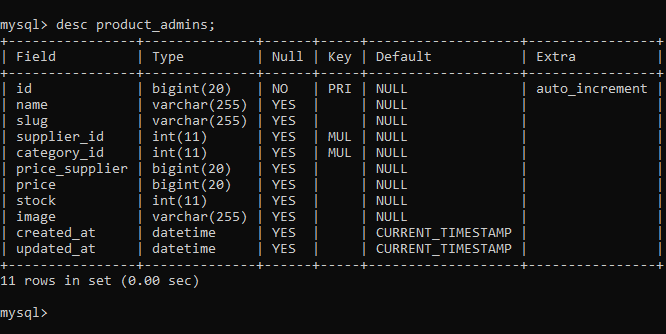 mysql> desc product_admins;
+----------------+--------------+------+-----+-------------------+----------------+
| Field          | Type         | Null | Key | Default           | Extra          |
+----------------+--------------+------+-----+-------------------+----------------+
| id             | bigint(20)   | NO   | PRI | NULL              | auto_increment |
| name           | varchar(255) | YES  |     | NULL              |                |
| slug           | varchar(255) | YES  |     | NULL              |                |
| supplier_id    | int(11)      | YES  | MUL | NULL              |                |
| category_id    | int(11)      | YES  | MUL | NULL              |                |
| price_supplier | bigint(20)   | YES  |     | NULL              |                |
| price          | bigint(20)   | YES  |     | NULL              |                |
| stock          | int(11)      | YES  |     | NULL              |                |
| image          | varchar(255) | YES  |     | NULL              |                |
| created_at     | datetime     | YES  |     | CURRENT_TIMESTAMP |                |
| updated_at     | datetime     | YES  |     | CURRENT_TIMESTAMP |                |
+----------------+--------------+------+-----+-------------------+----------------+
11 rows in set (0.00 sec)
mysql>